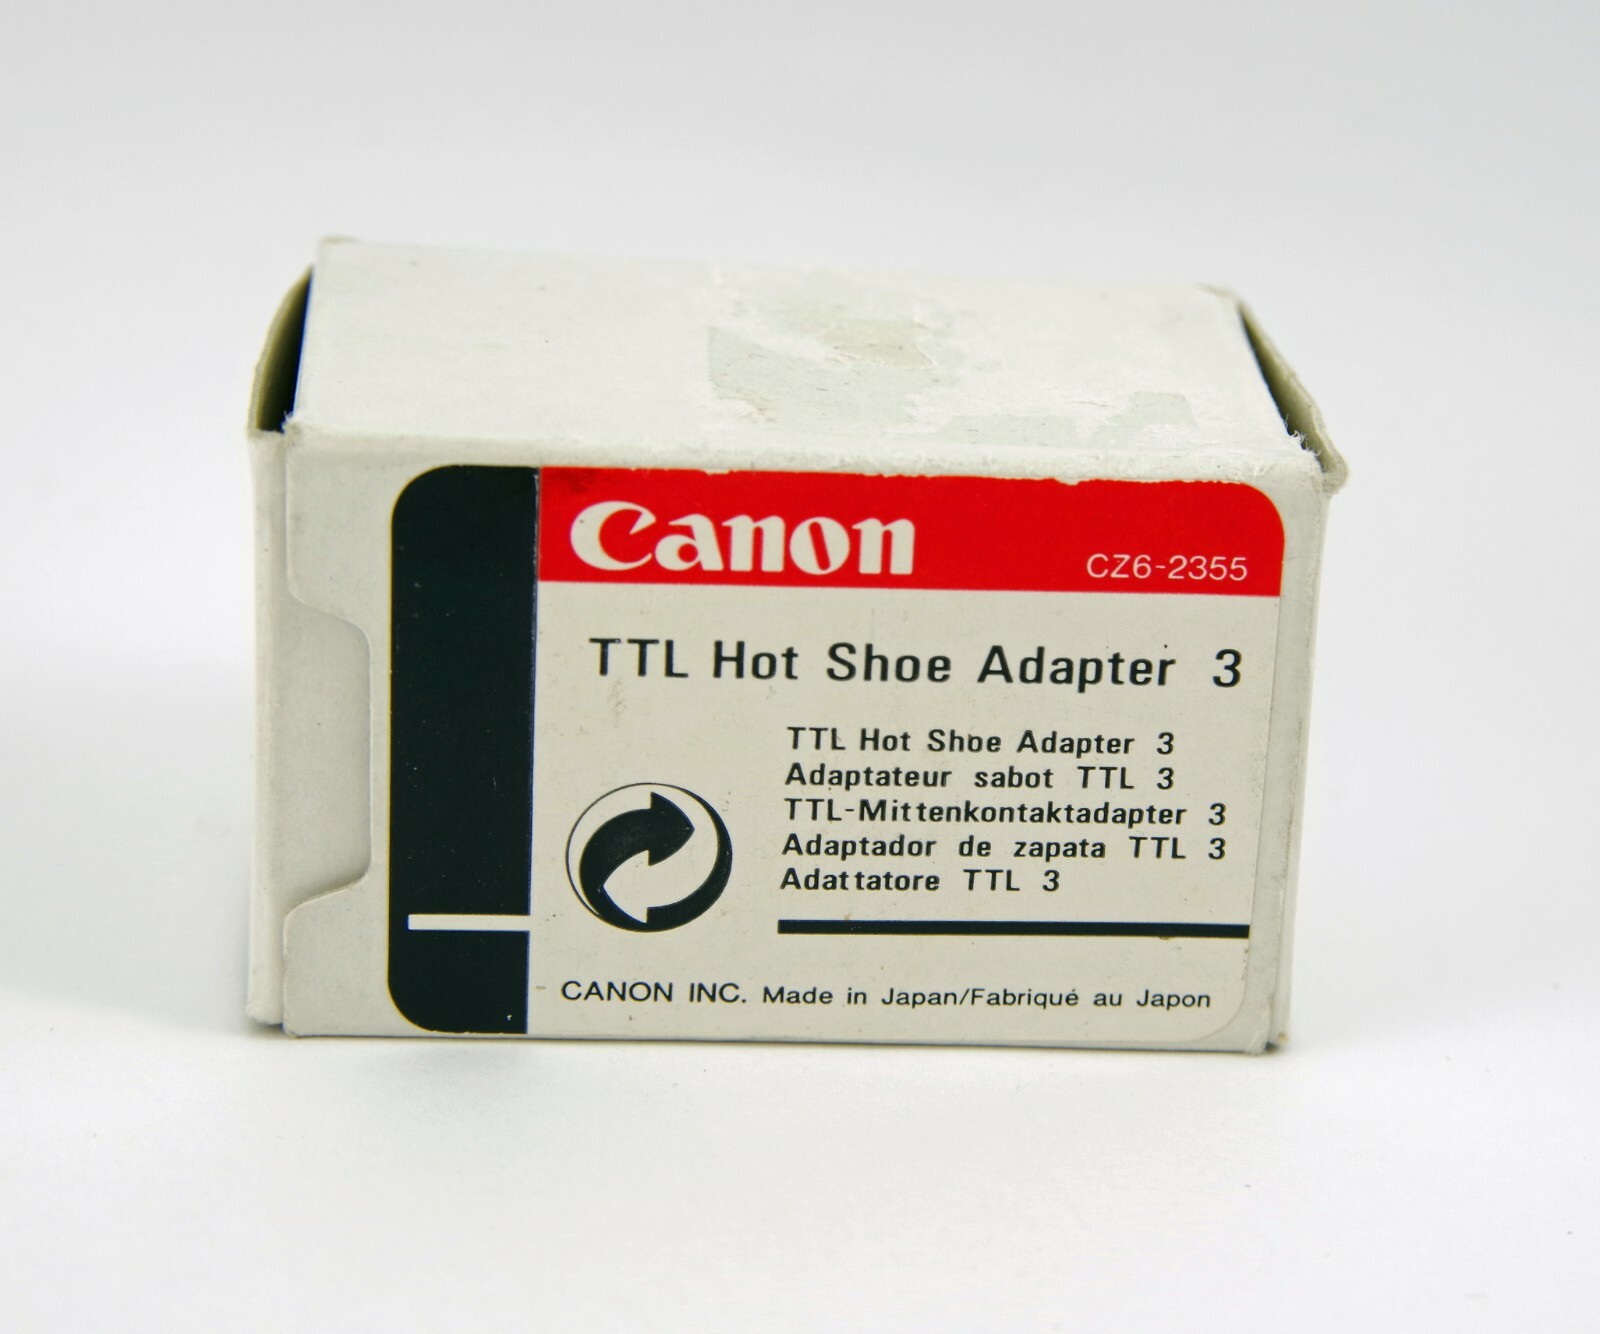 Canon
CZ6-2355
TTL Hot Shoe Adapter 3
TTL Hot Shoe Adapter 3
Adaptateur sabot TTL 3
TTL-Mittenkontaktadapter 3
Adaptador de zapata TTL 3
Adattatore TTL 3
CANON INC. Made in Japan/Fabriqué au Japon